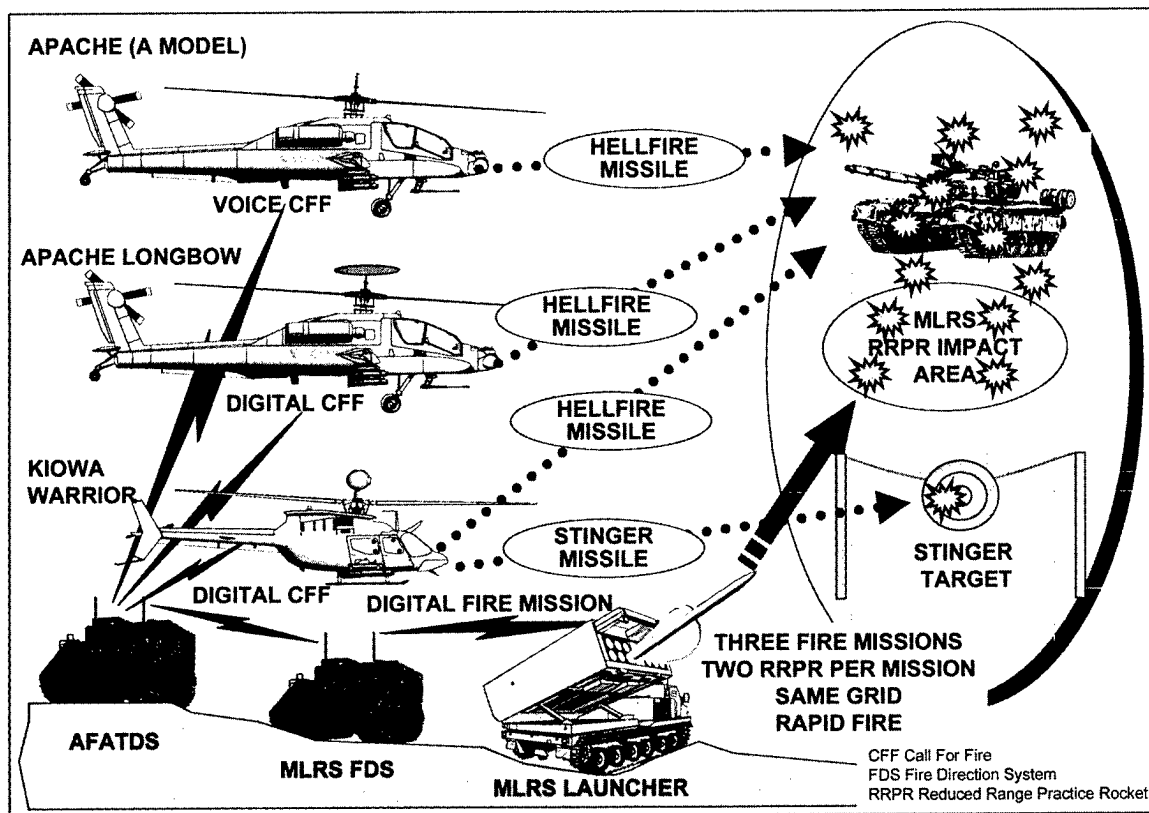 APACHE (A MODEL)
HELLFIRE
MISSILE
VOICE CFF
APACHE LONGBOW
HELLFIRE
MISSILE
MLRS
RRPR IMPACT
AREA
DIGITAL CFF
HELLFIRE
MISSILE
KIOWA
WARRIOR
STINGER
MISSILE
STINGER
TARGET
DIGITAL CFF
DIGITAL FIRE MISSION
THREE FIRE MISSIONS
TWO RRPR PER MISSION
SAME GRID
RAPID FIRE
AFATDS
MLRS FDS
MLRS LAUNCHER
CFF Call For Fire
FDS Fire Direction System
RRPR Reduced Range Practice Rocket